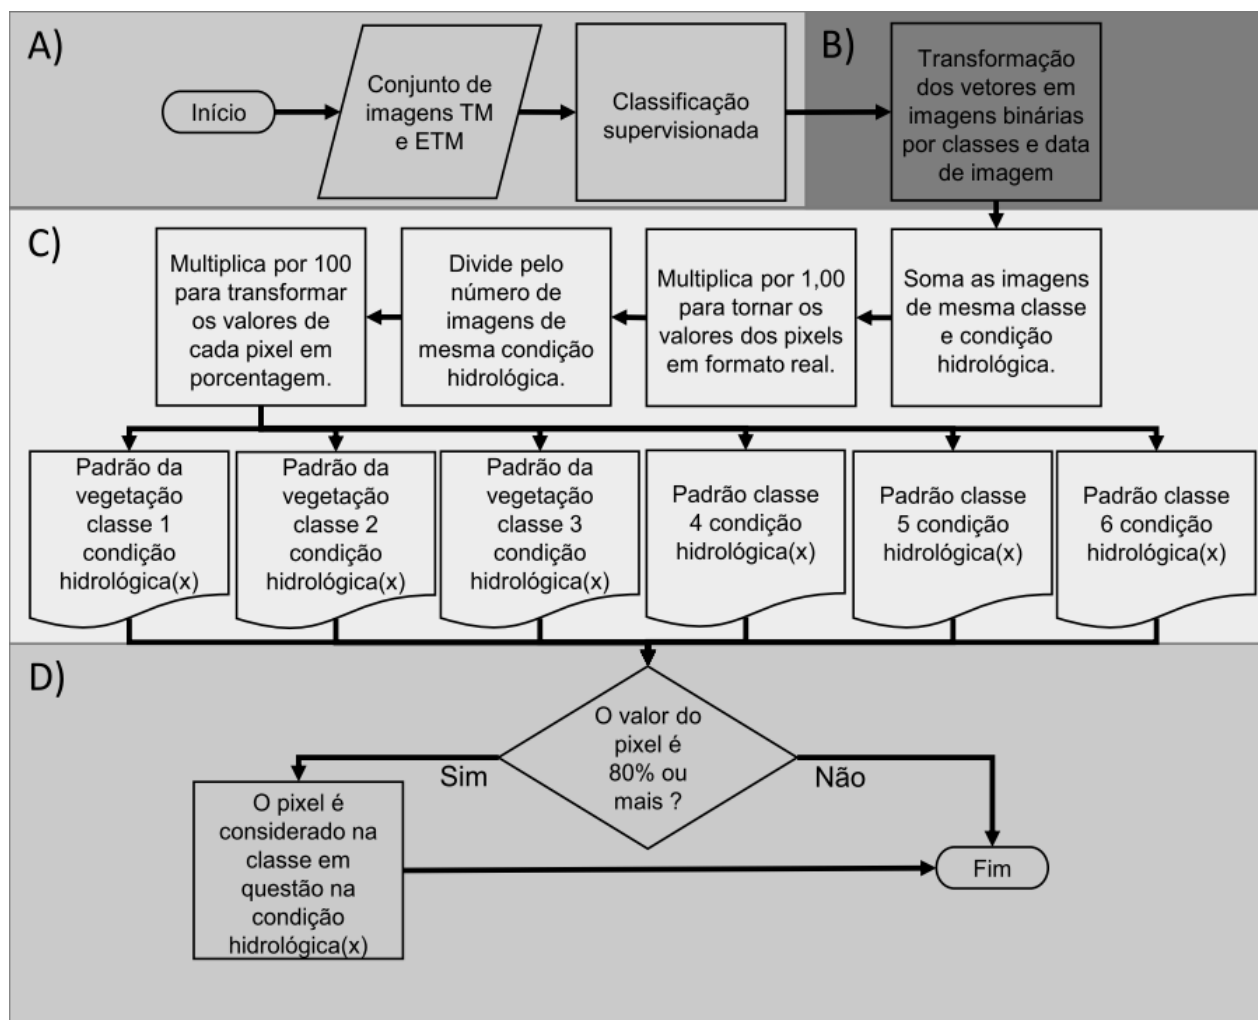 A)
Início
Conjunto de
imagens TM
e ETM
Classificação
supervisionada
B)
Transformação
dos vetores em
imagens binárias
por classes e data
de imagem
C)
Multiplica por 100
para transformar
os valores de
cada pixel em
porcentagem.
Divide pelo
número de
imagens de
mesma condição
hidrológica.
Multiplica por 1,00
para tornar os
valores dos pixels
em formato real.
Soma as imagens
de mesma classe
e condição
hidrológica.
Padrão da
vegetação
classe 1
condição
hidrológica(x)
Padrão da
vegetação
classe 2
condição
hidrológica(x)
Padrão da
vegetação
classe 3
condição
hidrológica(x)
Padrão classe
4 condição
hidrológica(x)
Padrão classe
5 condição
hidrológica(x)
Padrão classe
6 condição
hidrológica(x)
D)
O valor do
pixel é
80% ou
mais ?
Sim
Não
O pixel é
considerado na
classe em
questão na
condição
hidrológica(x)
Fim